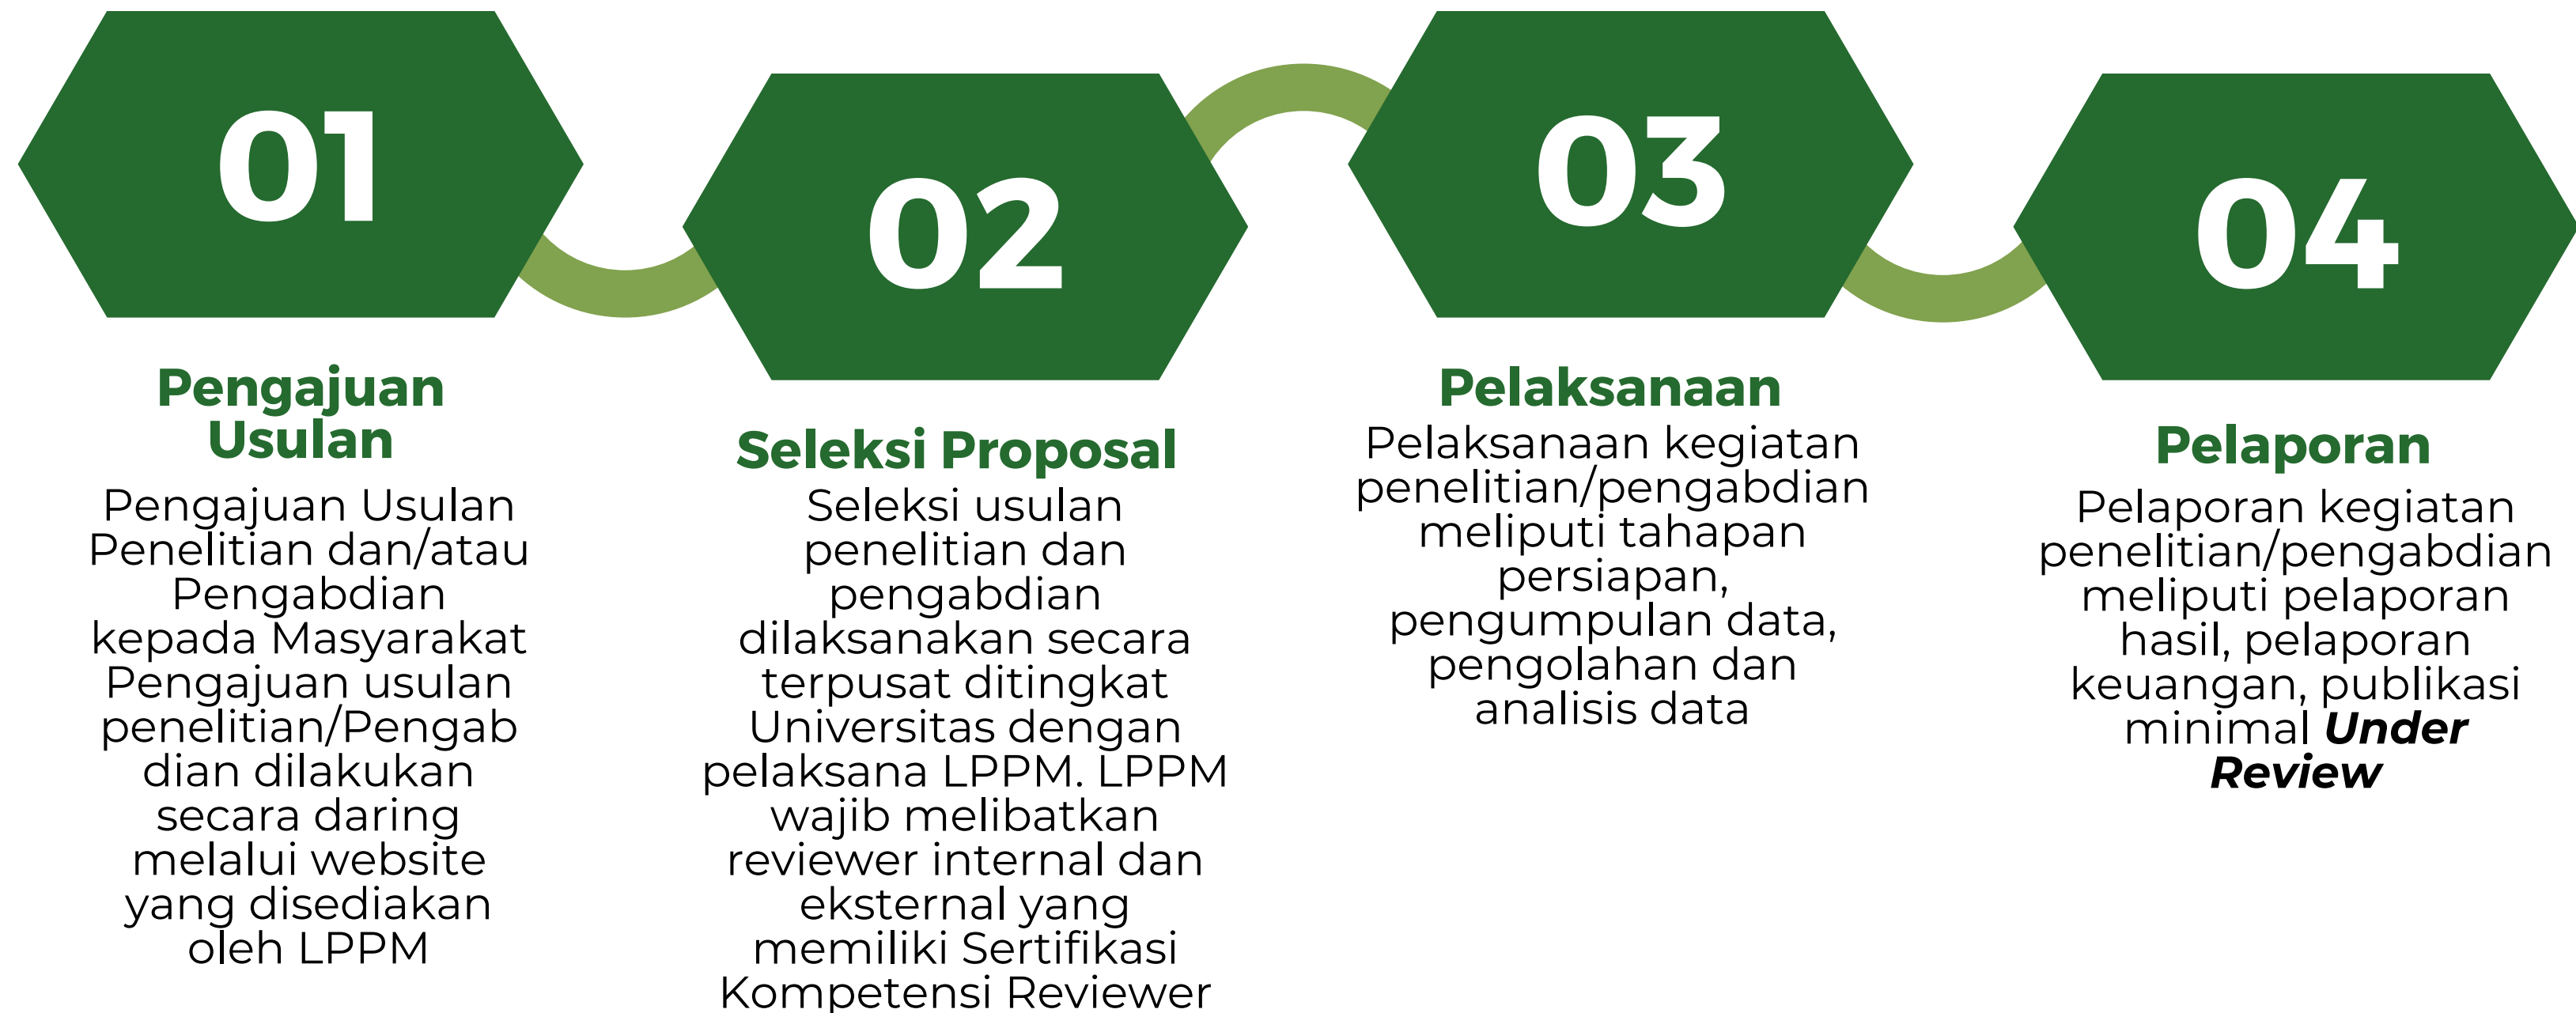 01
Pengajuan
Usulan
Pengajuan Usulan
Penelitian dan/atau
Pengabdian
kepada Masyarakat
Pengajuan usulan
penelitian/Pengab
dian dilakukan
secara daring
melalui website
yang disediakan
oleh LPPM
02
Seleksi Proposal
Seleksi usulan
penelitian dan
pengabdian
dilaksanakan secara
terpusat ditingkat
Universitas dengan
pelaksana LPPM. LPPM
wajib melibatkan
reviewer internal dan
eksternal yang
memiliki Sertifikasi
Kompetensi Reviewer
03
Pelaksanaan
Pelaksanaan kegiatan
penelitian/pengabdian
meliputi tahapan
persiapan,
pengumpulan data,
pengolahan dan
analisis data
04
Pelaporan
Pelaporan kegiatan
penelitian/pengabdian
meliputi pelaporan
hasil, pelaporan
keuangan, publikasi
minimal Under
Review